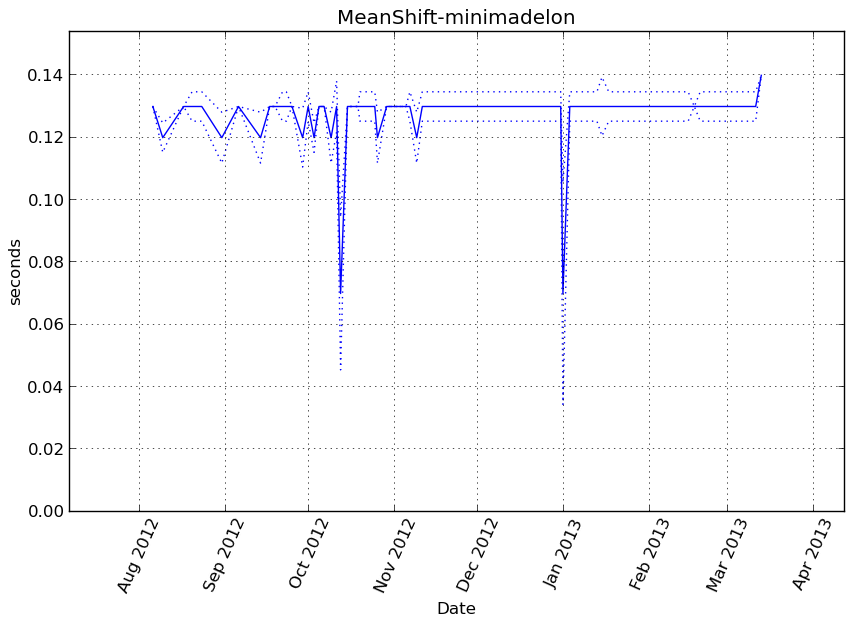 MeanShift-minimadelon
0.14
0.12
0.10
0.08
0.06
0.04
0.02
0.00
seconds
Aug 2012
Sep 2012
Oct 2012
Nov 2012
Dec 2012
Jan 2013
Feb 2013
Mar 2013
Apr 2013
Date